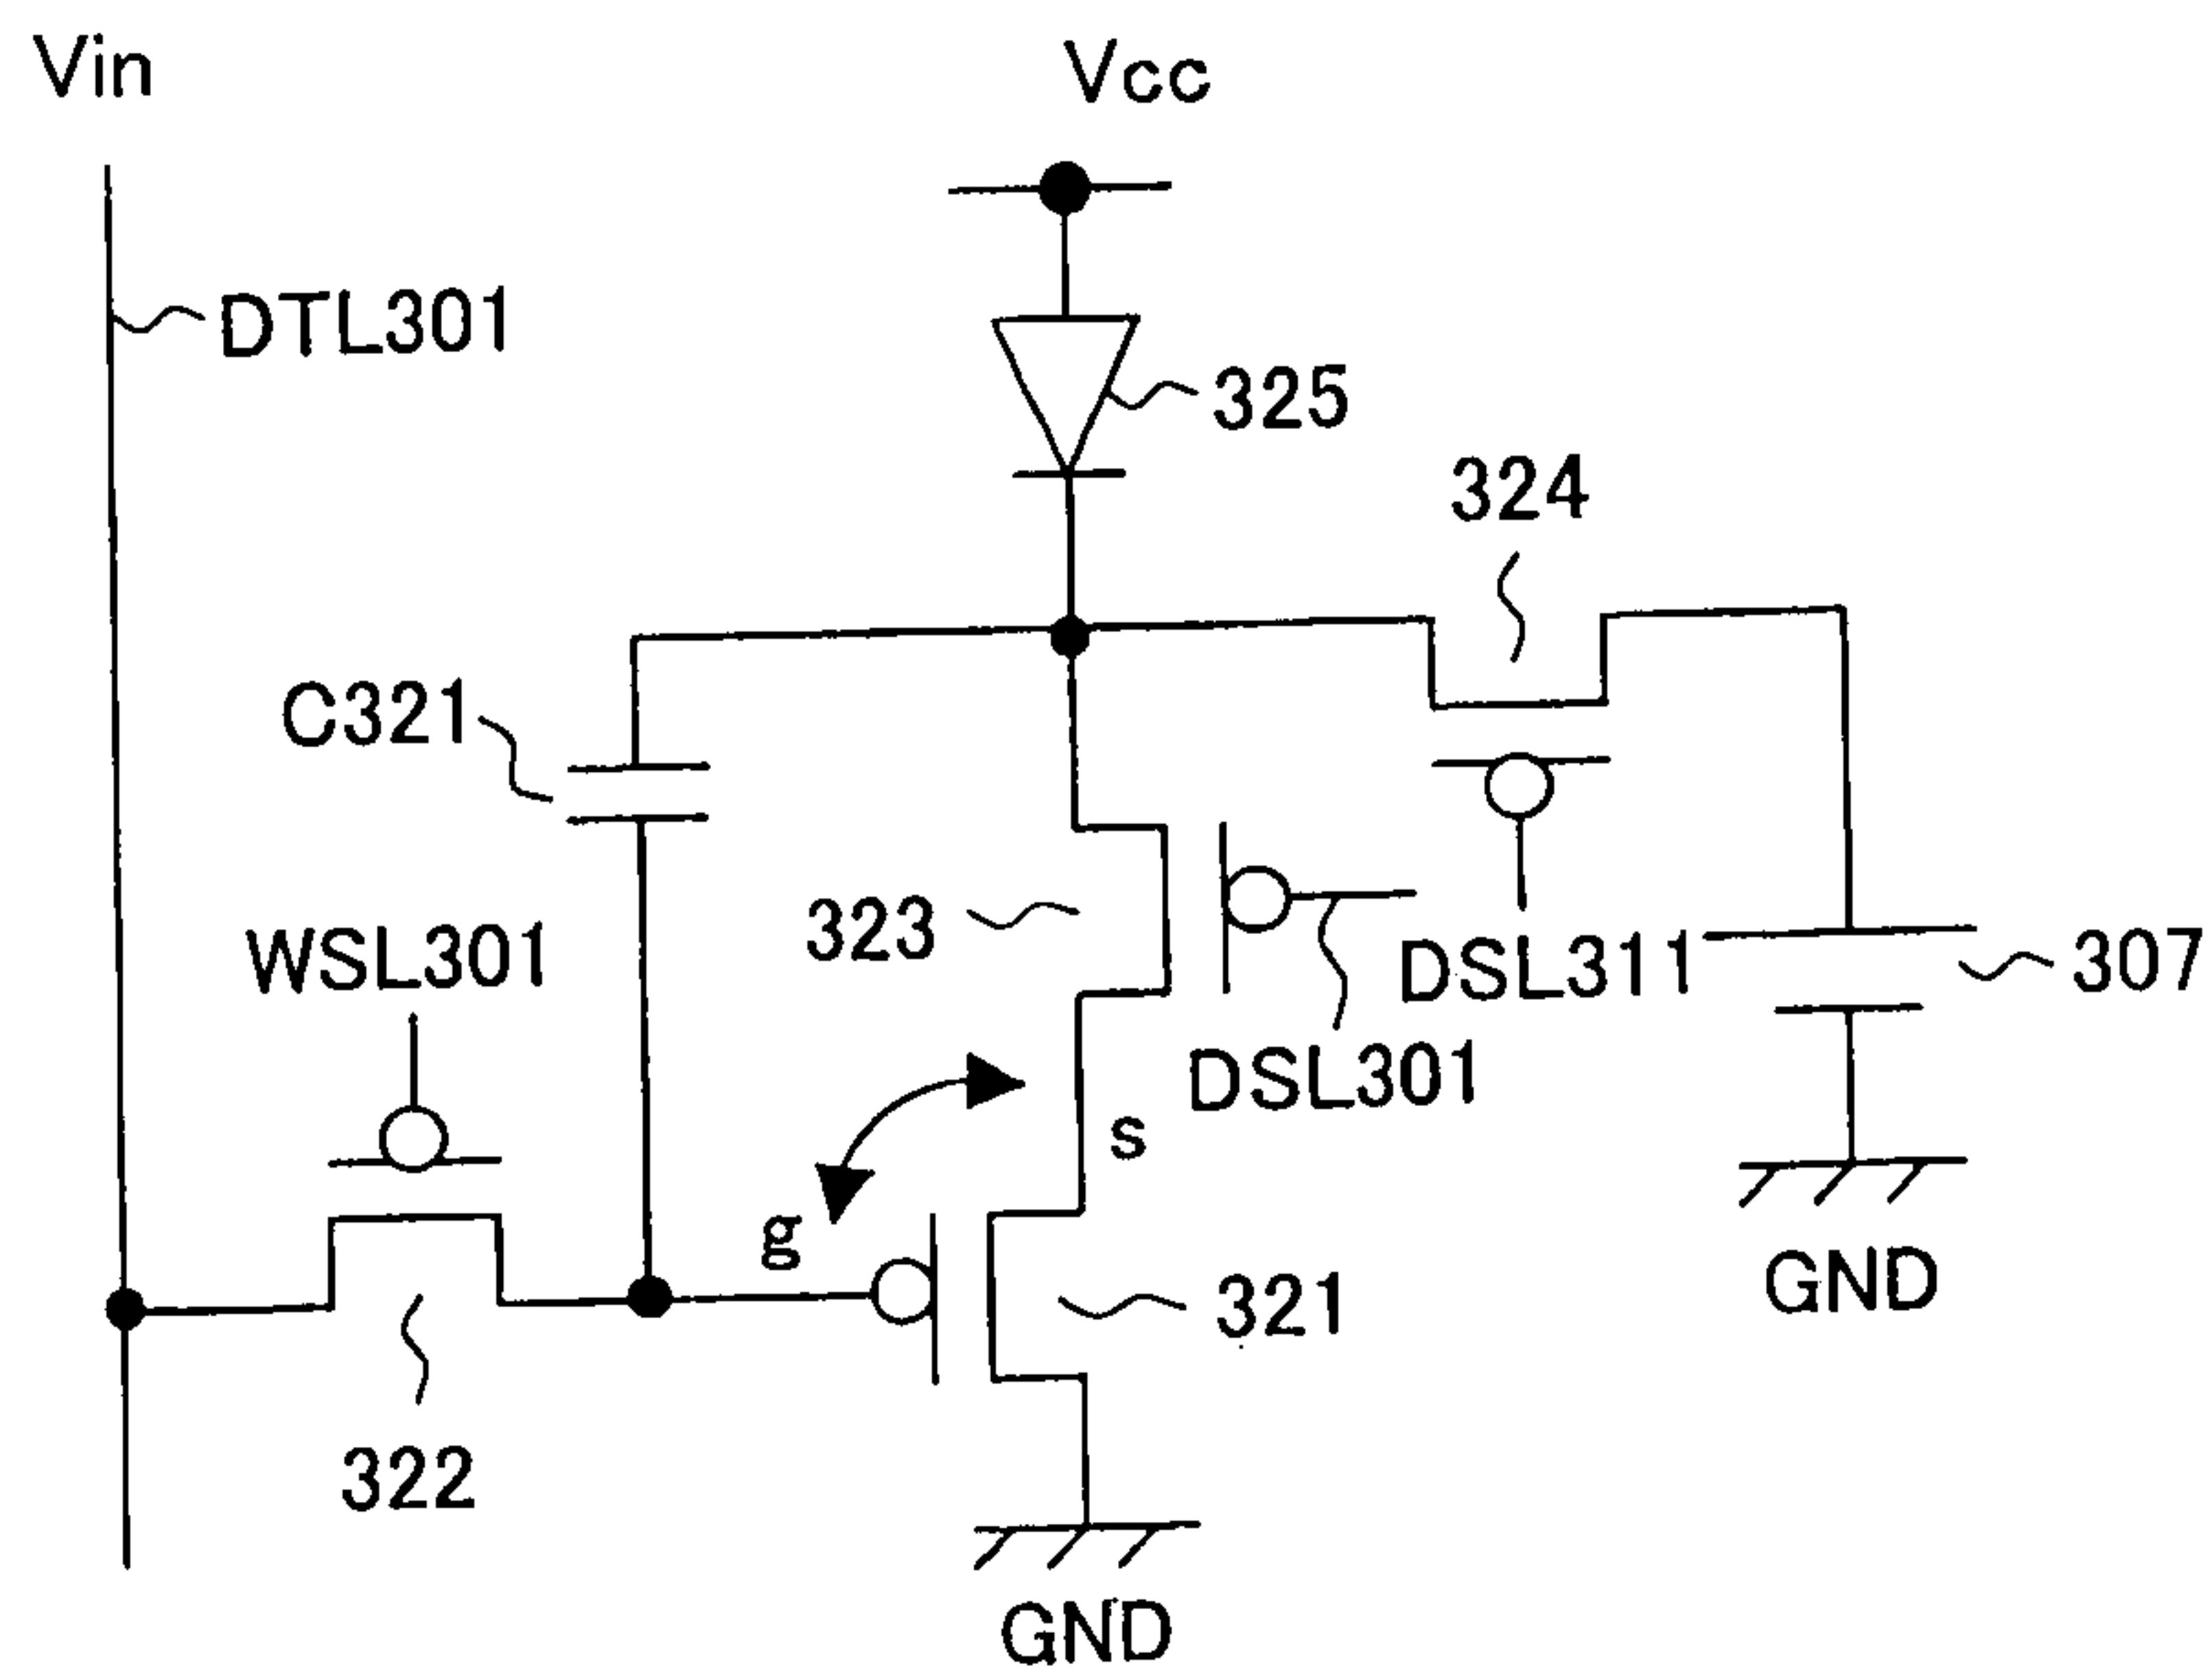 Vin
Vcc
DTL301
325
324
C321
323
WSL301
DSL311
307
DSL301
s
g
321
GND
322
GND